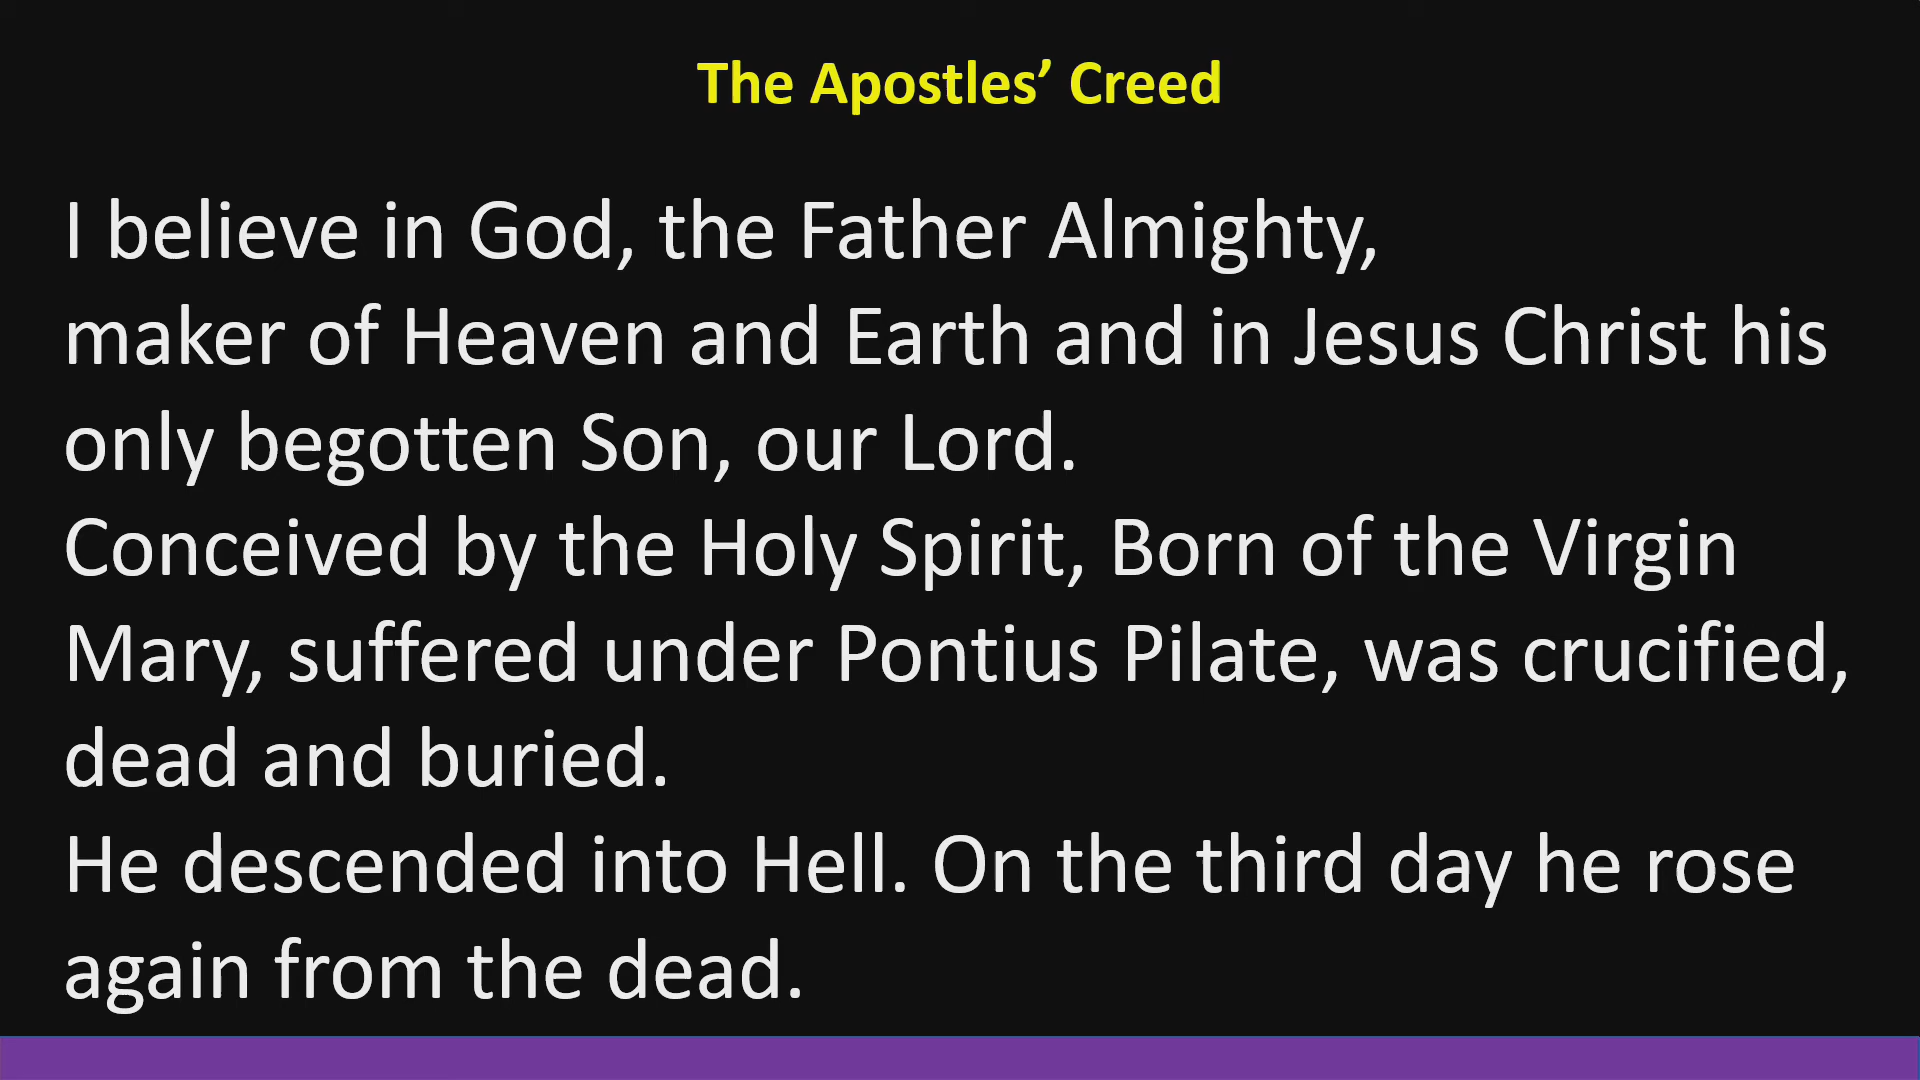 The Apostles’ Creed
I believe in God, the Father Almighty,
maker of Heaven and Earth and in Jesus Christ his
only begotten Son, our Lord.
Conceived by the Holy Spirit, Born of the Virgin
Mary, suffered under Pontius Pilate, was crucified,
dead and buried.
He descended into Hell. On the third day he rose
again from the dead.